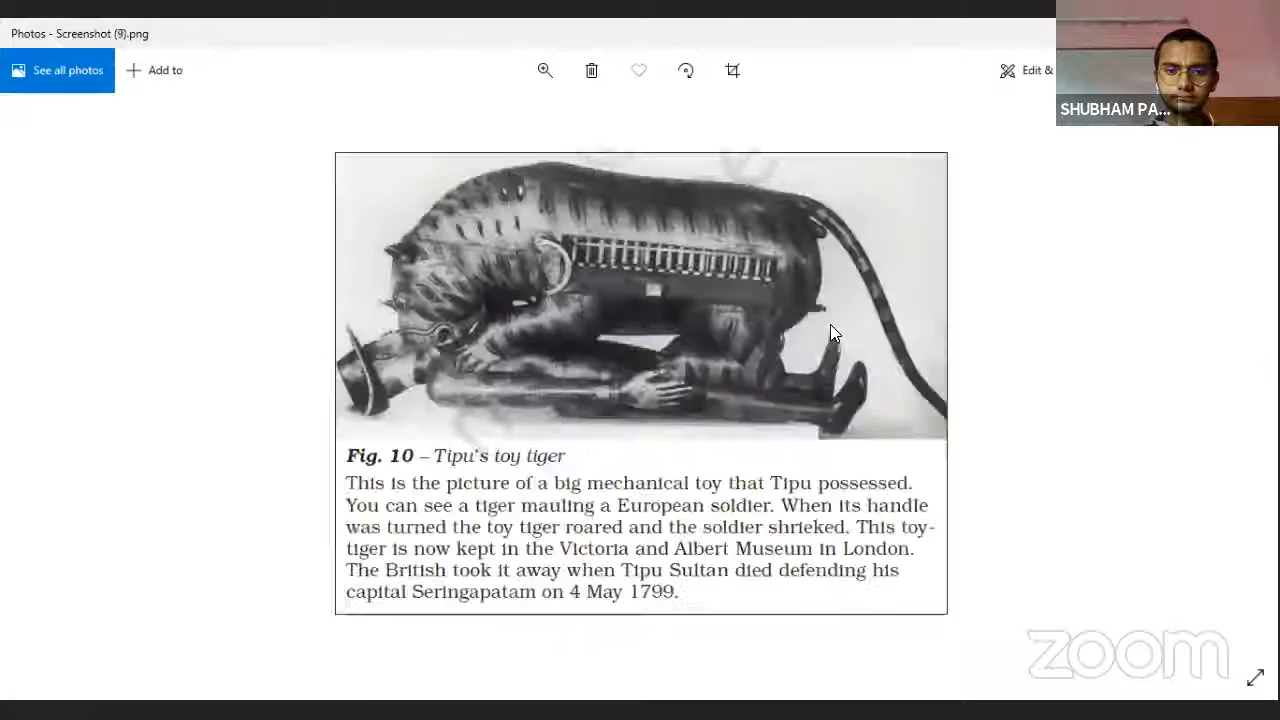 Photos - Screenshot (9).png
See all photos
Add to
Edit &
SHUBHAM PA...
Fig. 10 – Tipu's toy tiger
This is the picture of a big mechanical toy that Tipu possessed.
You can see a tiger mauling a European soldier. When its handle
was turned the toy tiger roared and the soldier shrieked. This toy-
tiger is now kept in the Victoria and Albert Museum in London.
The British took it away when Tipu Sultan died defending his
capital Seringapatam on 4 May 1799.
zoom